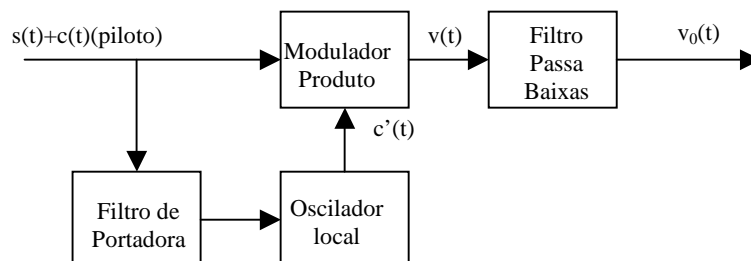 s(t)+c(t)(piloto)
Modulador
Produto
v(t)
Filtro
Passa
Baixas
v₀(t)
c’(t)
Filtro de
Portadora
Oscilador
local